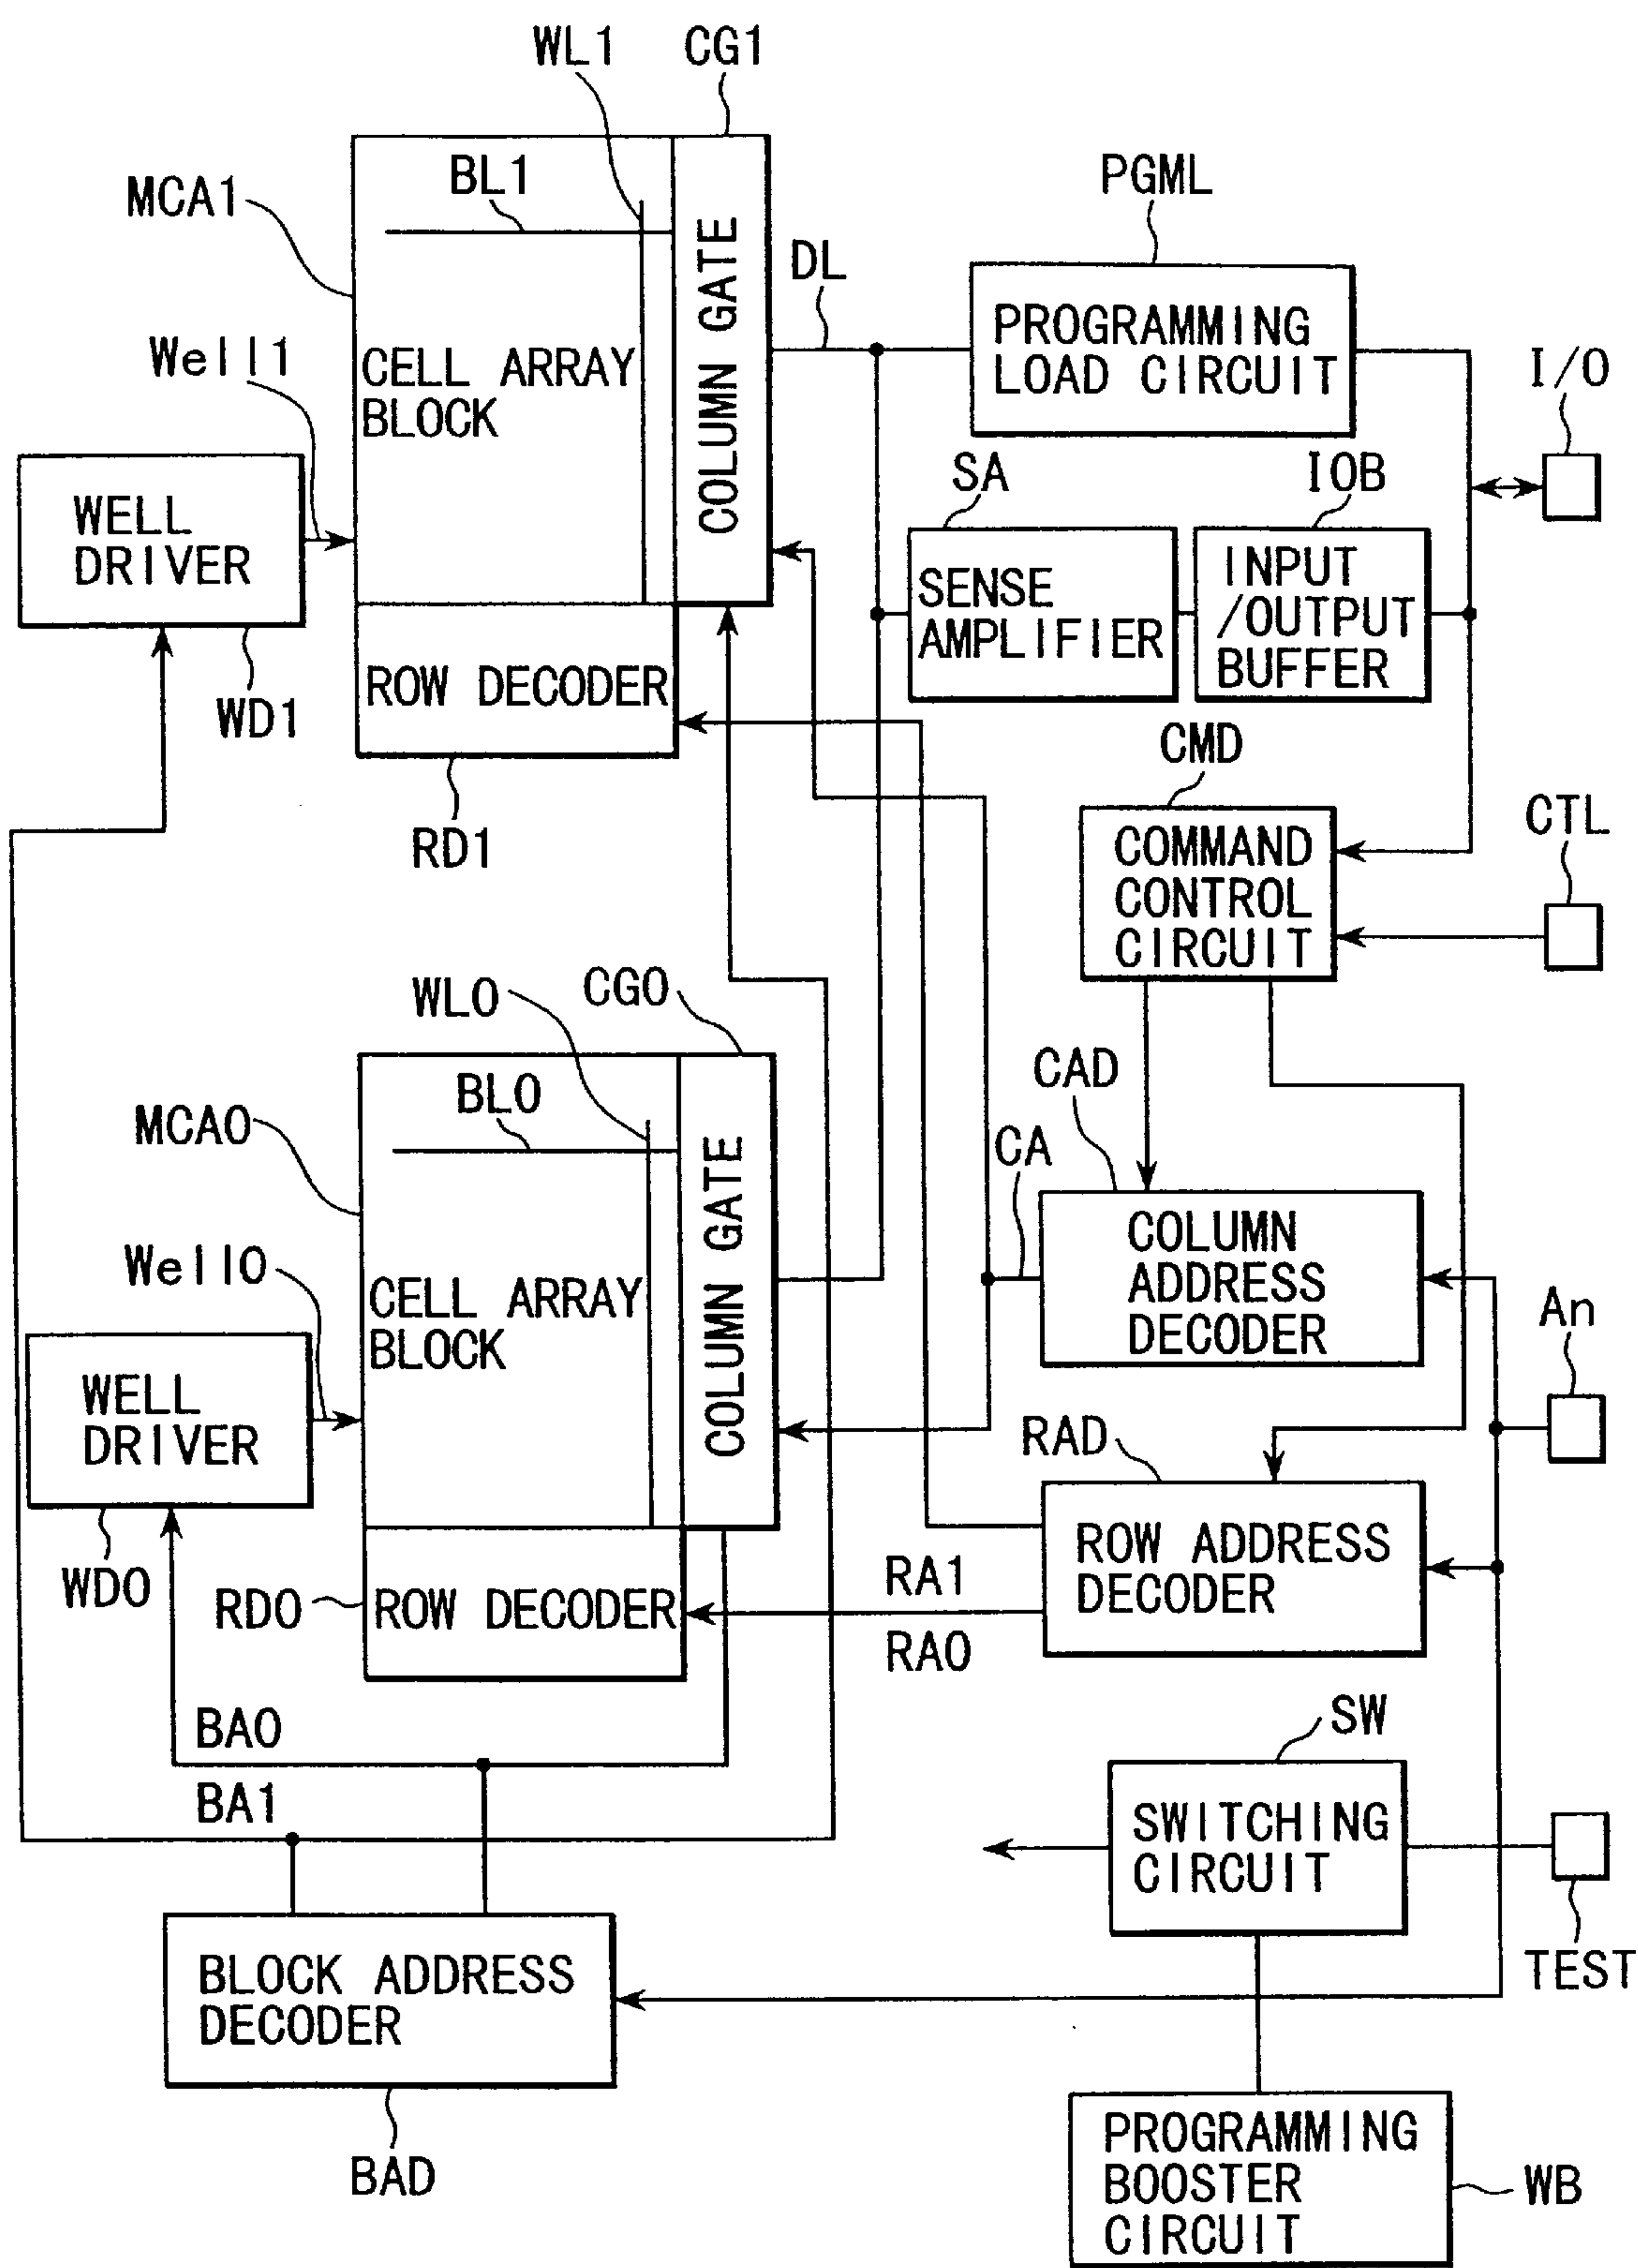 WL1
CG1
BL1
PGML
MCA1
DL
COLUMN GATE
PROGRAMMING
LOAD CIRCUIT
Well1
CELL ARRAY
BLOCK
I/O
SA
IOB
WELL
DRIVER
SENSE
AMPLIFIER
INPUT
/OUTPUT
BUFFER
ROW DECODER
WD1
CMD
RD1
CTL
COMMAND
CONTROL
CIRCUIT
WL0
CG0
CAD
BL0
MCA0
CA
COLUMN GATE
COLUMN
ADDRESS
DECODER
Well0
CELL ARRAY
BLOCK
An
WELL
DRIVER
RAD
ROW ADDRESS
DECODER
WD0
RD0
ROW DECODER
RA1
RA0
BA0
SW
BA1
SWITCHING
CIRCUIT
TEST
BLOCK ADDRESS
DECODER
BAD
PROGRAMMING
BOOSTER
CIRCUIT
WB